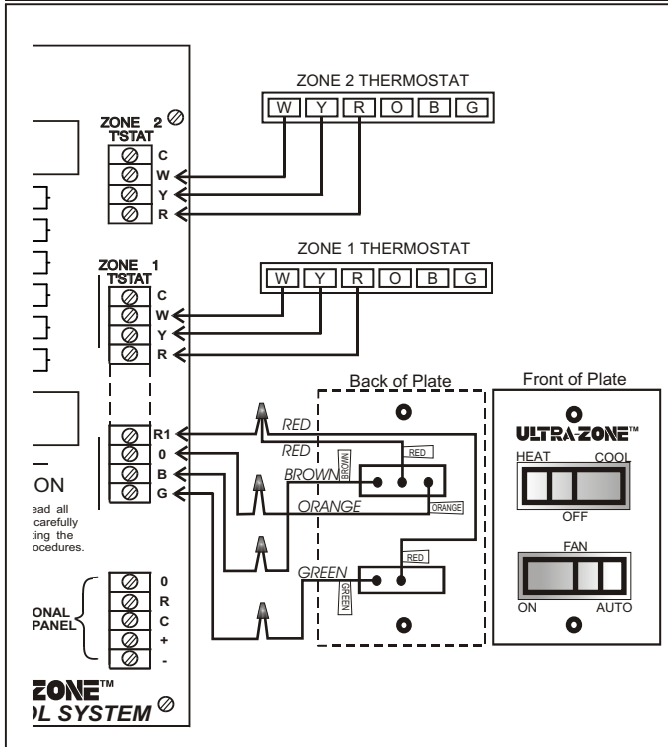 ZONE 2 THERMOSTAT
W Y R O B G
ZONE 2
T'STAT
C
W
Y
R
ZONE 1 THERMOSTAT
W Y R O B G
ZONE 1
T'STAT
C
W
Y
R
Back of Plate
Front of Plate
R1
0
B
G
RED
RED
RED
BROWN
BROWN
ORANGE
ORANGE
RED
GREEN
GREEN
ULTRA-ZONE™
HEAT COOL
OFF
FAN
ON AUTO
ON
ead all
carefully
ting the
ocedures.
0
R
C
+
-
ONAL
PANEL
ZONE™
OL SYSTEM